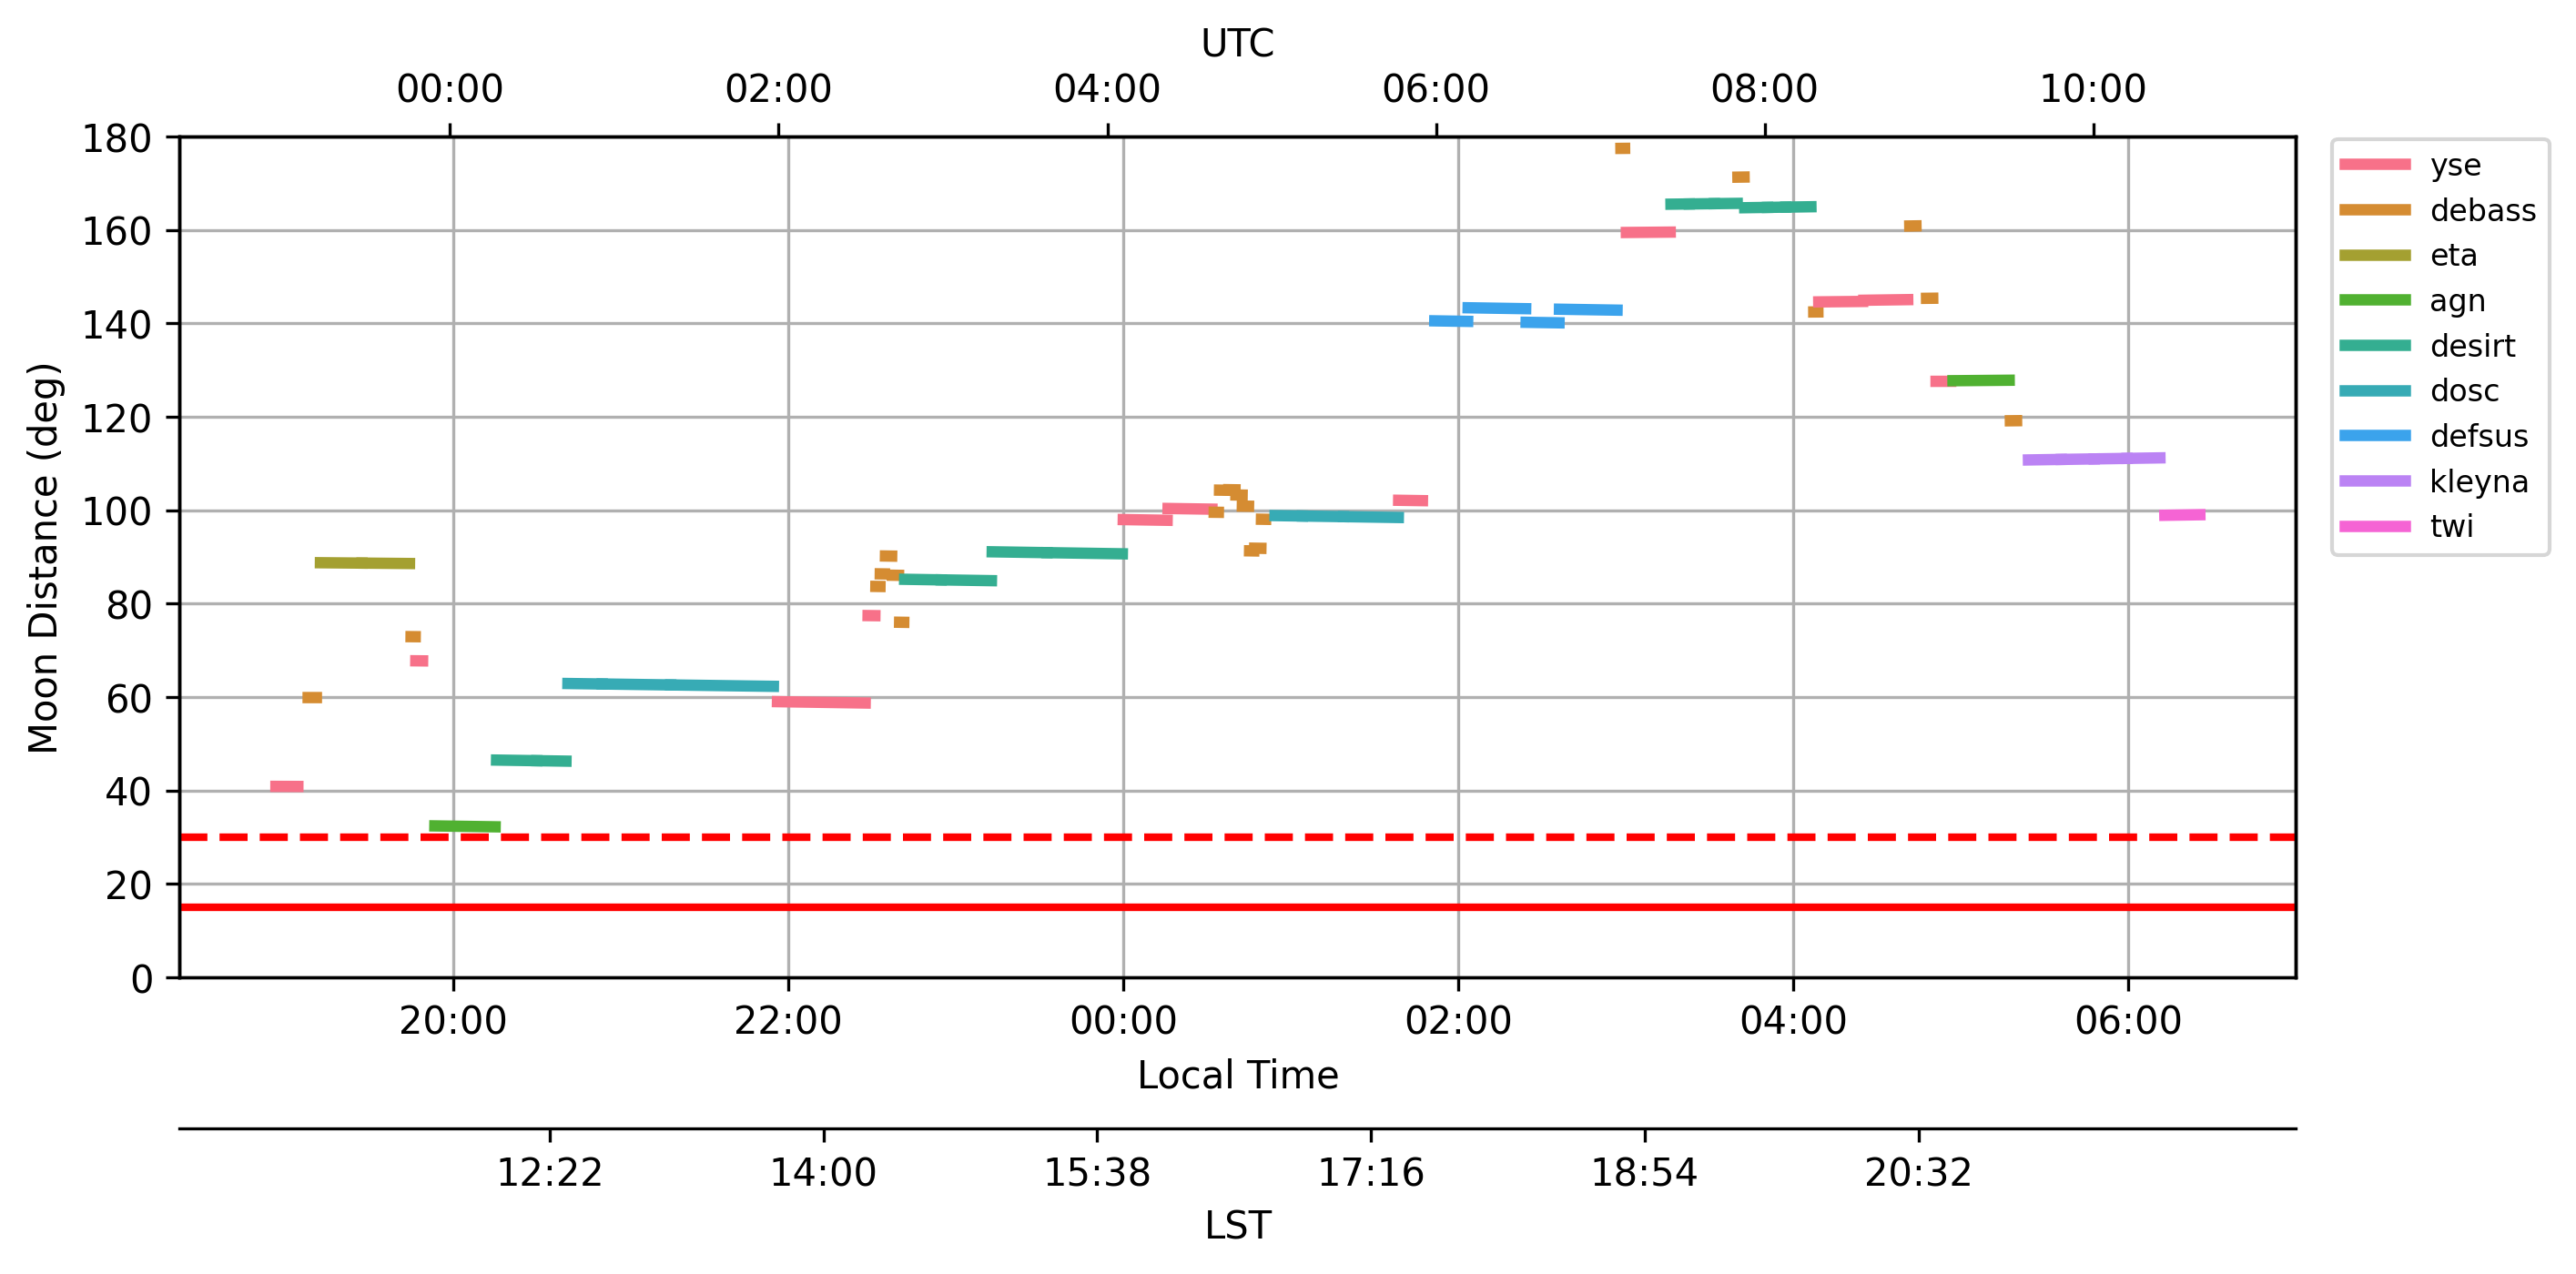 UTC
00:00 02:00 04:00 06:00 08:00 10:00
180
160
140
120
100
80
60
40
20
0
Moon Distance (deg)
yse
debass
eta
agn
desirt
dosc
defsus
kleyna
twi
20:00 22:00 00:00 02:00 04:00 06:00
Local Time
12:22 14:00 15:38 17:16 18:54 20:32
LST